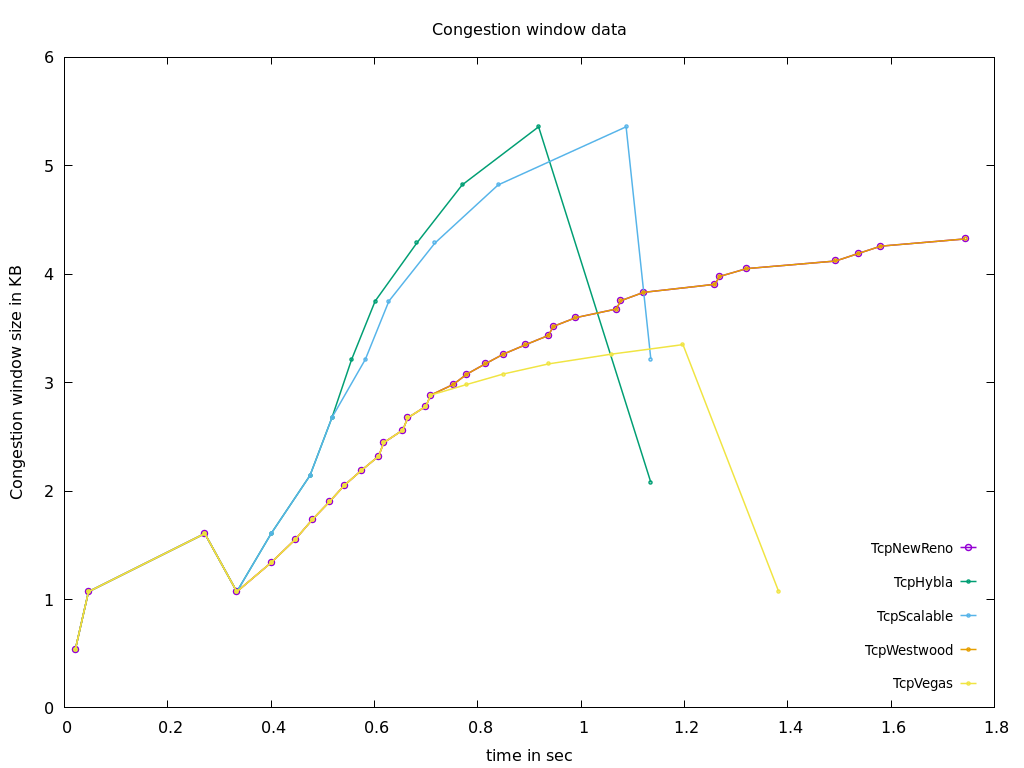 Congestion window data
Congestion window size in KB
6
5
4
3
2
1
0
0 0.2 0.4 0.6 0.8 1 1.2 1.4 1.6 1.8
time in sec
TcpNewReno
TcpHybla
TcpScalable
TcpWestwood
TcpVegas